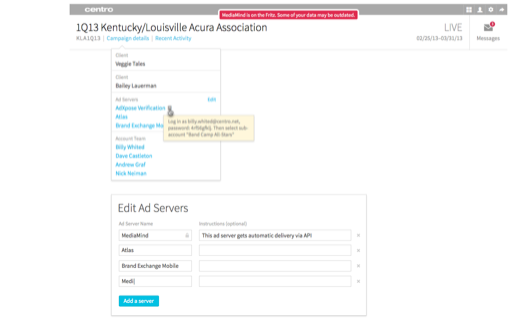 centro
MediaMind is on the Fritz. Some of your data may be outdated.
1Q13 Kentucky/Louisville Acura Association
KLA1Q13 | Campaign details | Recent Activity
LIVE
02/25/13-03/31/13
Messages
Client
Veggie Tales
Client
Bailey Lauerman
Ad Servers
Edit
AdXpose Verification
Atlas
Brand Exchange Mo
Log in as billy.whited@centro.net,
password: Then select sub-
account "Band Camp All-Stars"
Account Team
Billy Whited
Dave Castleton
Andrew Graf
Nick Neiman
Edit Ad Servers
Ad Server Name
Instructions (optional)
MediaMind
This ad server gets automatic delivery via API
Atlas
Brand Exchange Mobile
Medi
Add a server